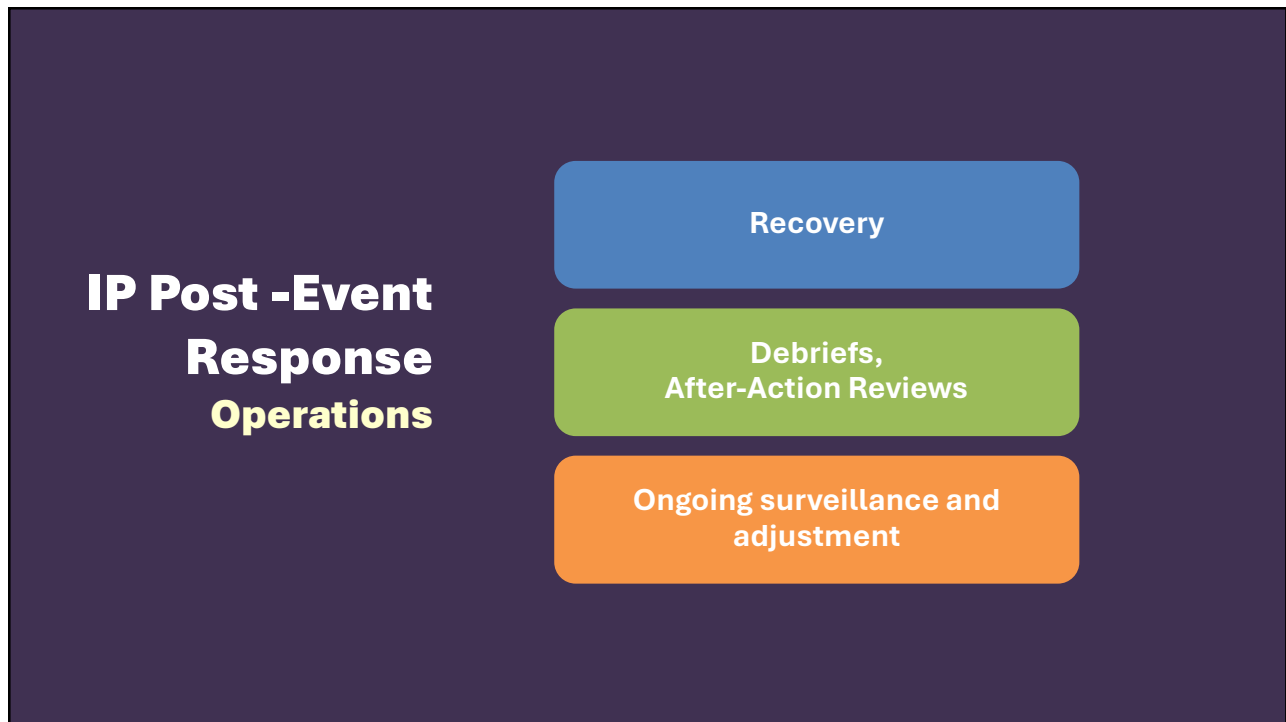 IP Post -Event
Response
Operations
Recovery
Debriefs,
After-Action Reviews
Ongoing surveillance and
adjustment